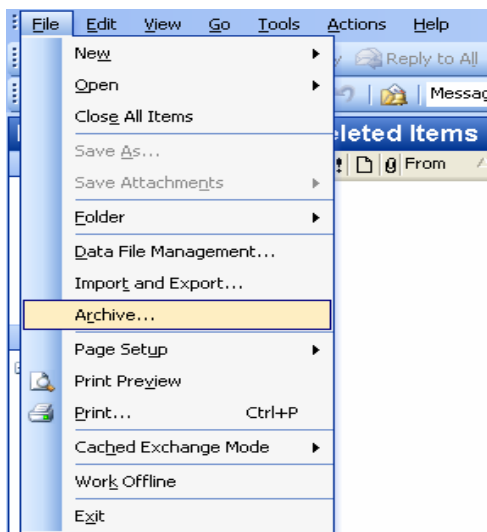 File Edit View Go Tools Actions Help
New
Reply to All
Open
Messag
Close All Items
eleted Items
Save As...
From
Save Attachments
Folder
Data File Management...
Import and Export...
Archive...
Page Setup
Print Preview
Print... Ctrl+P
Cached Exchange Mode
Work Offline
Exit